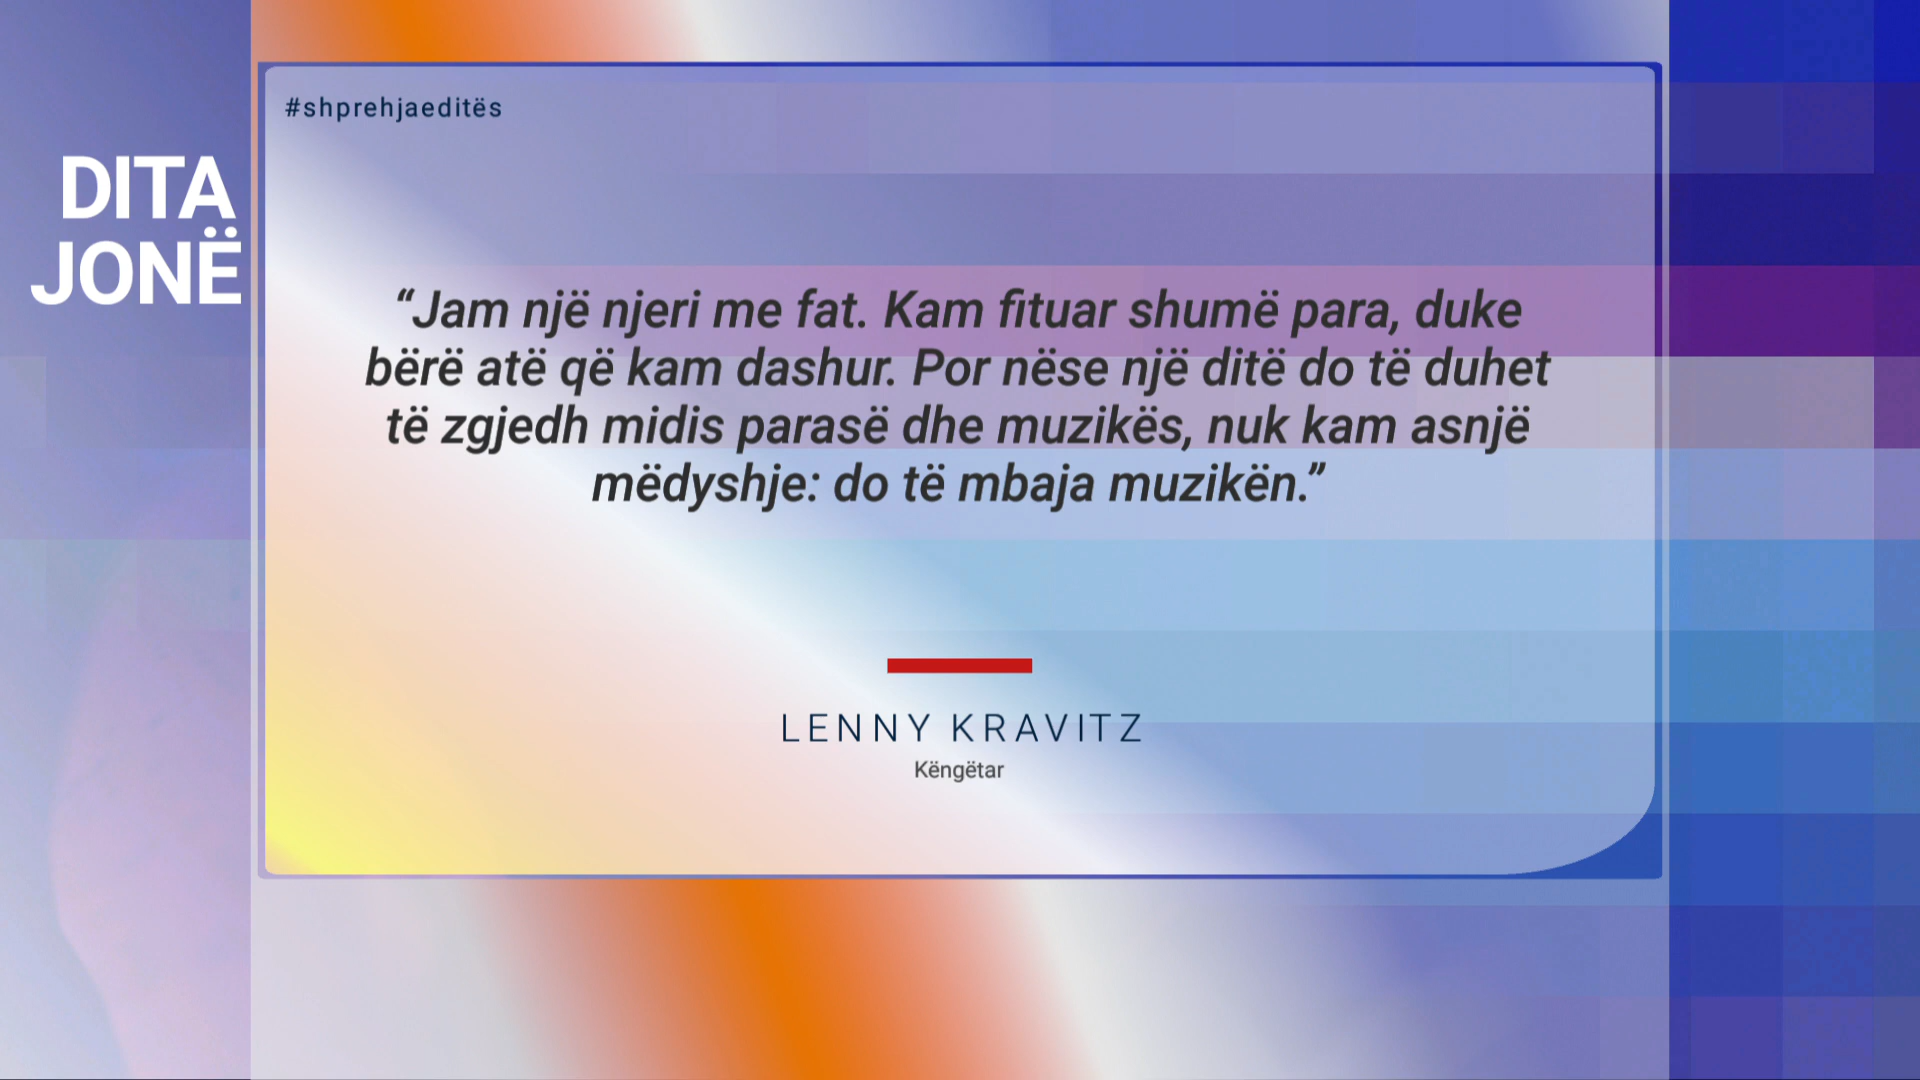 #shprehjaeditës
DITA
JONË
“Jam një njeri me fat. Kam fituar shumë para, duke
bërë atë që kam dashur. Por nëse një ditë do të duhet
të zgjedh midis parasë dhe muzikës, nuk kam asnjë
mëdyshje: do të mbaja muzikën.”
LENNY KRAVITZ
Këngëtar